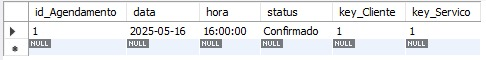 id_Agendamento data hora status key_Cliente key_Servico
1 2025-05-16 16:00:00 Confirmado 1 1
NULL NULL NULL NULL NULL NULL